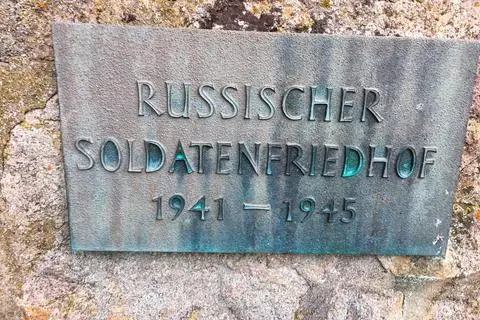 RUSSISCHER
SOLDATENFRIEDHOF
1941 – 1945